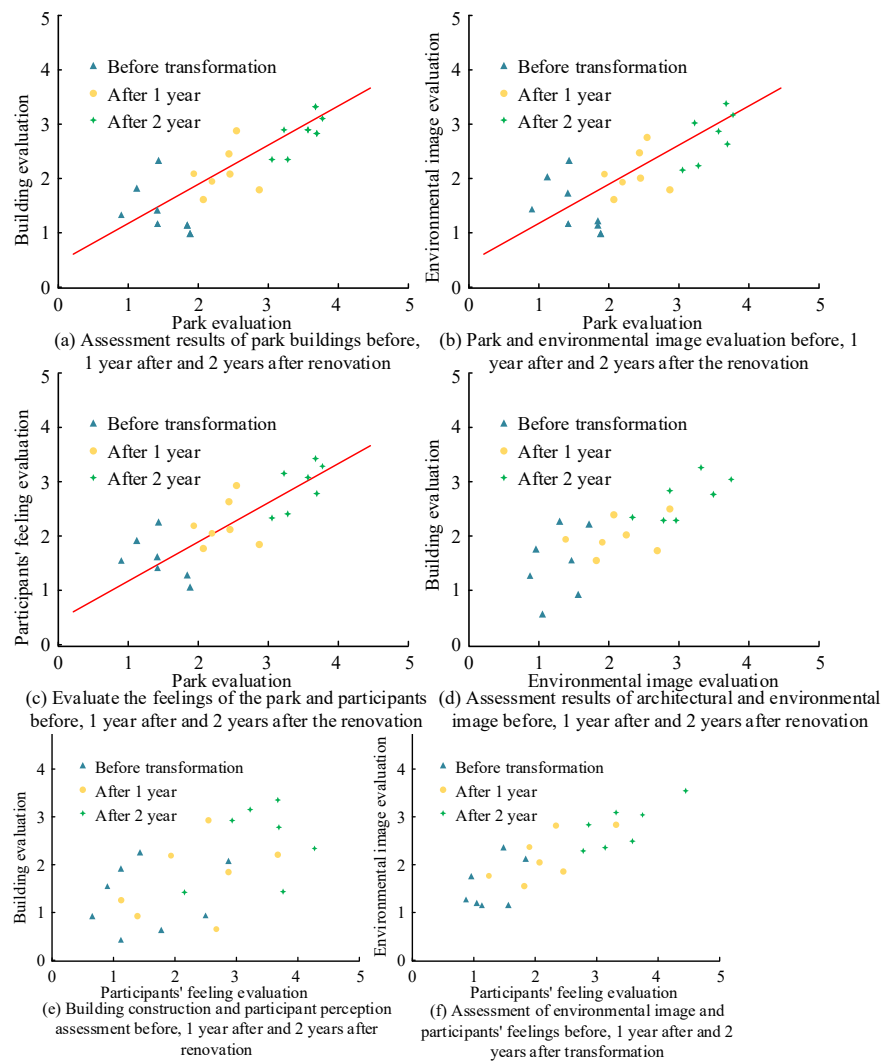 5
4
3
2
1
0
Building evaluation
Before transformation
After 1 year
After 2 year
0 1 2 3 4 5
Park evaluation
(a) Assessment results of park buildings before,
1 year after and 2 years after renovation
5
4
3
2
1
0
Environmental image evaluation
Before transformation
After 1 year
After 2 year
0 1 2 3 4 5
Park evaluation
(b) Park and environmental image evaluation before, 1
year after and 2 years after the renovation
5
4
3
2
1
0
Participants' feeling evaluation
Before transformation
After 1 year
After 2 year
0 1 2 3 4 5
Park evaluation
(c) Evaluate the feelings of the park and participants
before, 1 year after and 2 years after the renovation
5
4
3
2
1
0
Building evaluation
Before transformation
After 1 year
After 2 year
0 1 2 3 4 5
Environmental image evaluation
(d) Assessment results of architectural and environmental
image before, 1 year after and 2 years after renovation
4
3
2
1
0
Building evaluation
Before transformation
After 1 year
After 2 year
0 1 2 3 4 5
Participants' feeling evaluation
(e) Building construction and participant perception
assessment before, 1 year after and 2 years after
renovation
4
3
2
1
0
Environmental image evaluation
Before transformation
After 1 year
After 2 year
0 1 2 3 4 5
Participants' feeling evaluation
(f) Assessment of environmental image and
participants' feelings before, 1 year after and 2
years after transformation